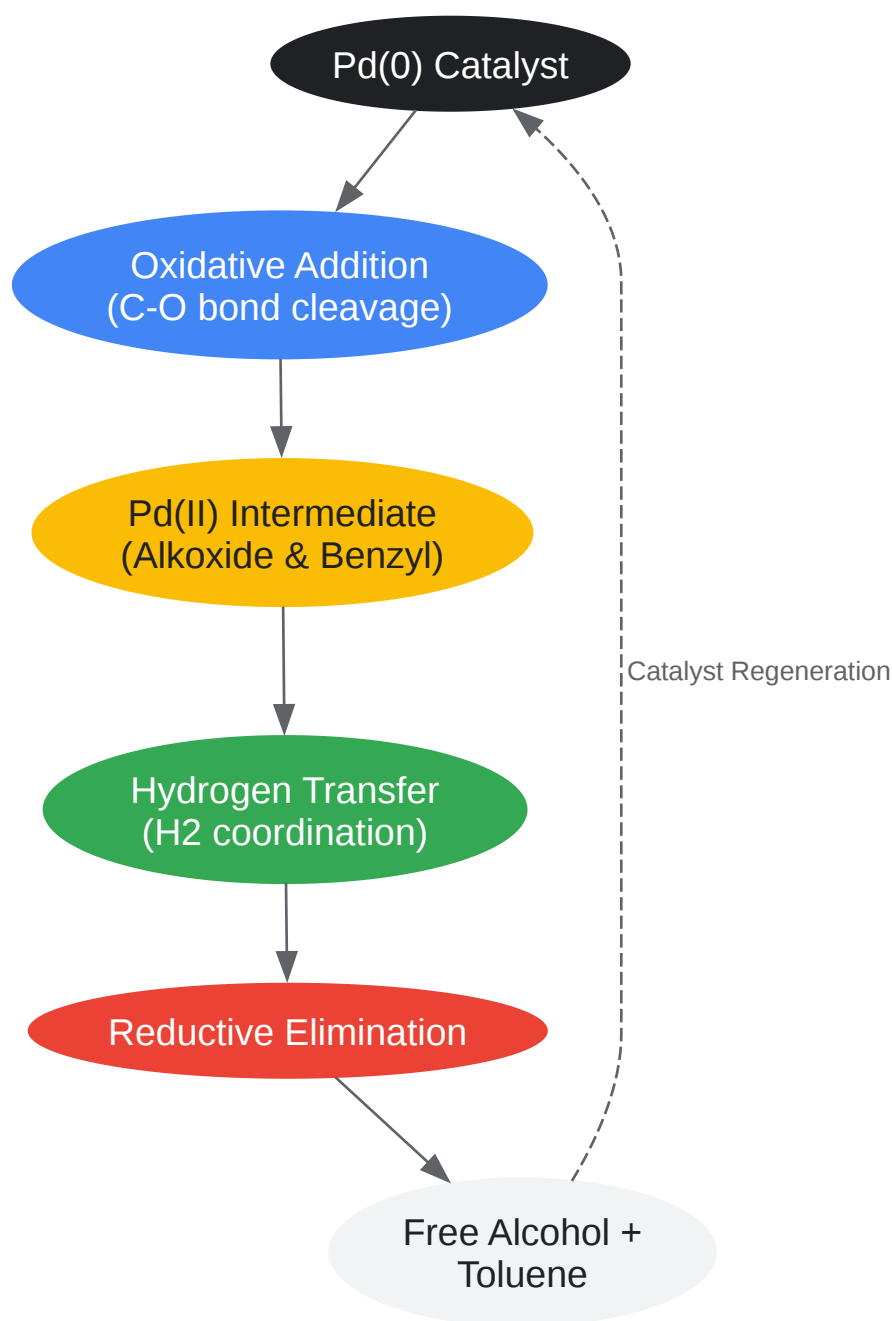 Pd(0) Catalyst
Oxidative Addition
(C-O bond cleavage)
Pd(II) Intermediate
(Alkoxide & Benzyl)
Catalyst Regeneration
Hydrogen Transfer
(H2 coordination)
Reductive Elimination
Free Alcohol +
Toluene